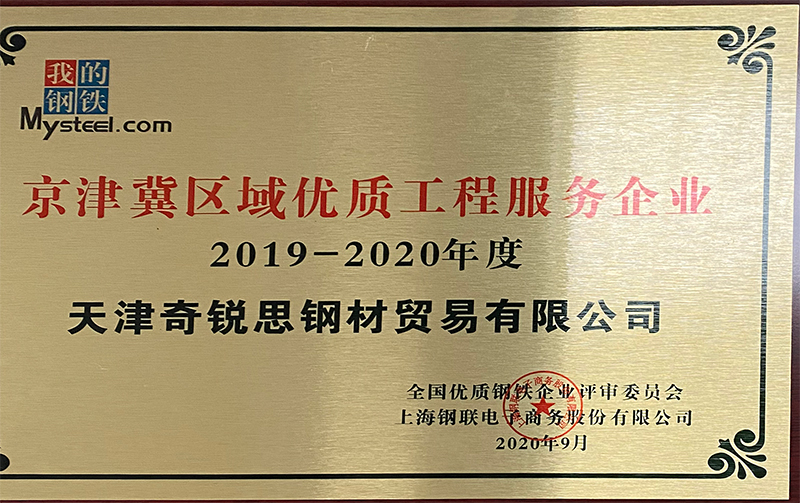 我的
钢铁
Mysteel.com
京津冀区域优质工程服务企业
2019-2020年度
天津奇锐思钢材贸易有限公司
全国优质钢铁企业评审委员会
上海钢联电子商务股份有限公司
2020年9月